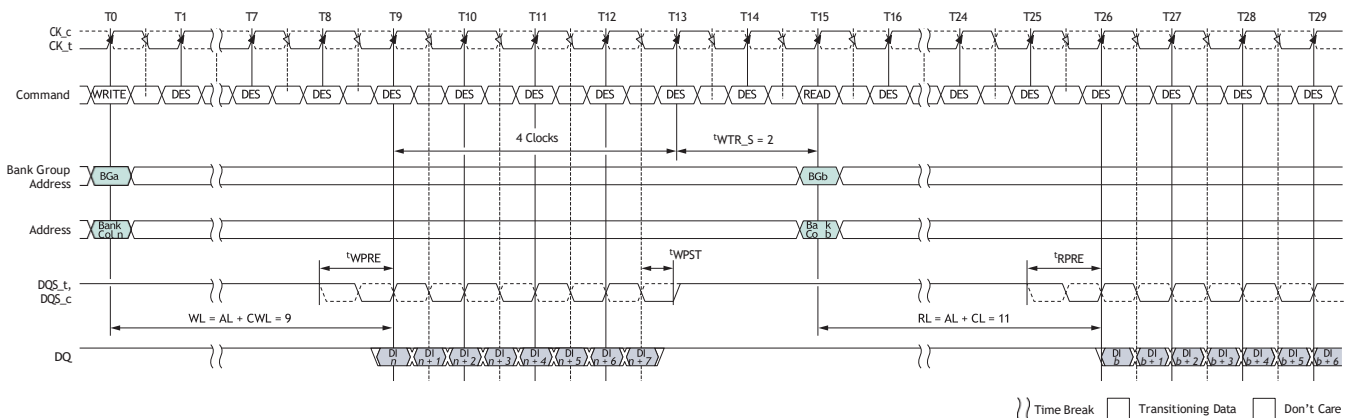 T0 T1 T7 T8 T9 T10 T11 T12 T13 T14 T15 T16 T24 T25 T26 T27 T28 T29
CK_c
CK_t
Command WRITE DES DES DES DES DES DES DES DES DES READ DES DES DES DES DES DES DES
4 Clocks tWTR_S = 2
Bank Group
Address BGa BGb
Address Bank
Col n Ba k
Co b
tWPRE tWPST tRPRE
DQS_t,
DQS_c
WL = AL + CWL = 9 RL = AL + CL = 11
DQ DI
n DI
n + 1 DI
n + 2 DI
n + 3 DI
n + 4 DI
n + 5 DI
n + 6 DI
n + 7 DI
b DI
b + 1 DI
b + 2 DI
b + 3 DI
b + 4 DI
b + 5 DI
b + 6
Time Break Transitioning Data Don't Care